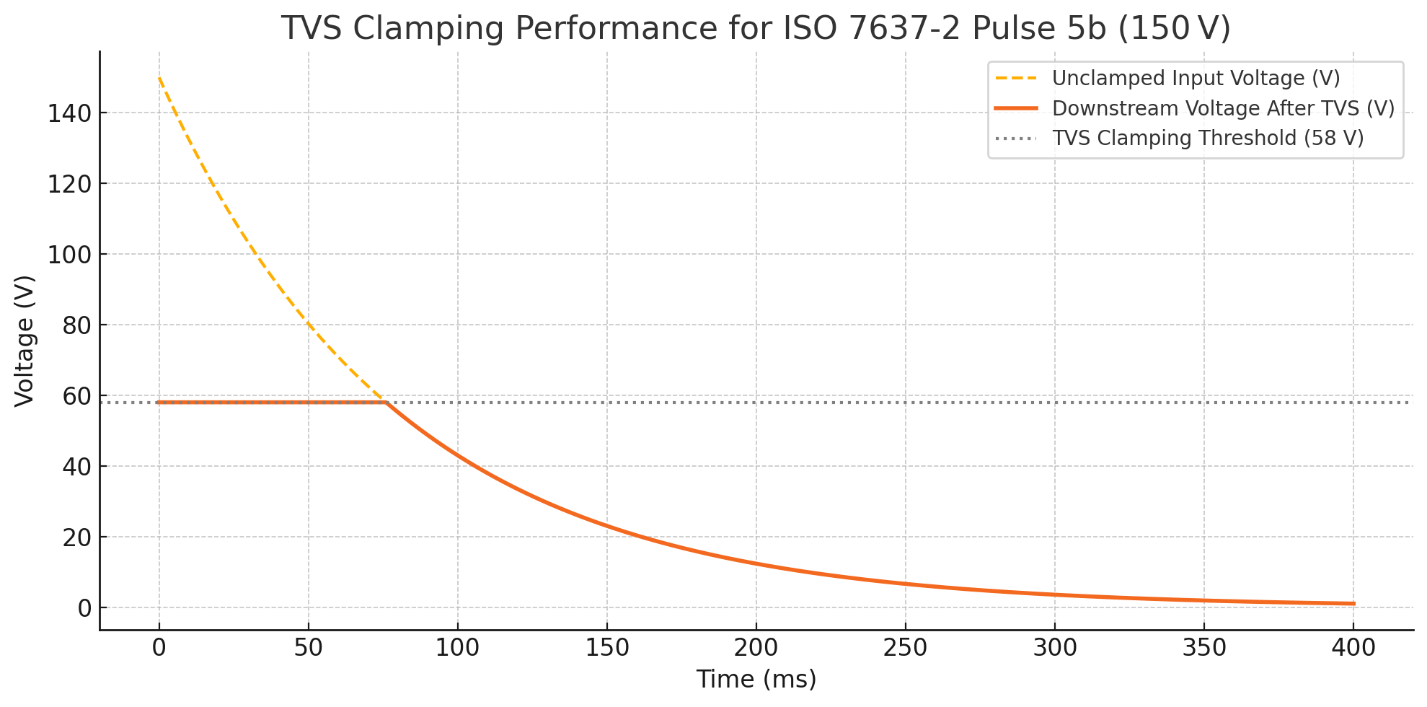 TVS Clamping Performance for ISO 7637-2 Pulse 5b (150 V)
Unclamped Input Voltage (V)
Downstream Voltage After TVS (V)
TVS Clamping Threshold (58 V)
Voltage (V)
140
120
100
80
60
40
20
0
0 50 100 150 200 250 300 350 400
Time (ms)